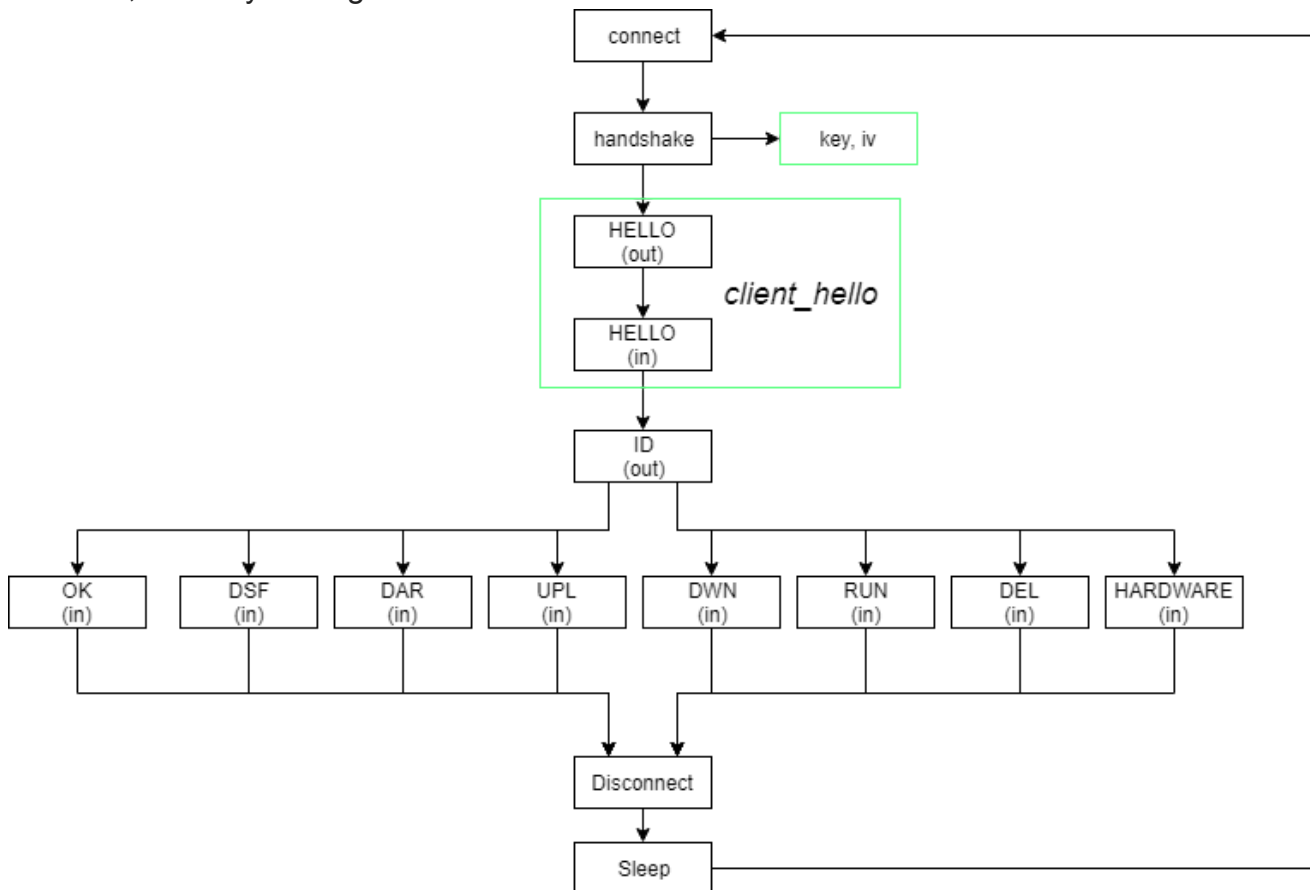 connect
handshake
key, iv
HELLO
(out)
client_hello
HELLO
(in)
ID
(out)
OK
(in)
DSF
(in)
DAR
(in)
UPL
(in)
DWN
(in)
RUN
(in)
DEL
(in)
HARDWARE
(in)
Disconnect
Sleep